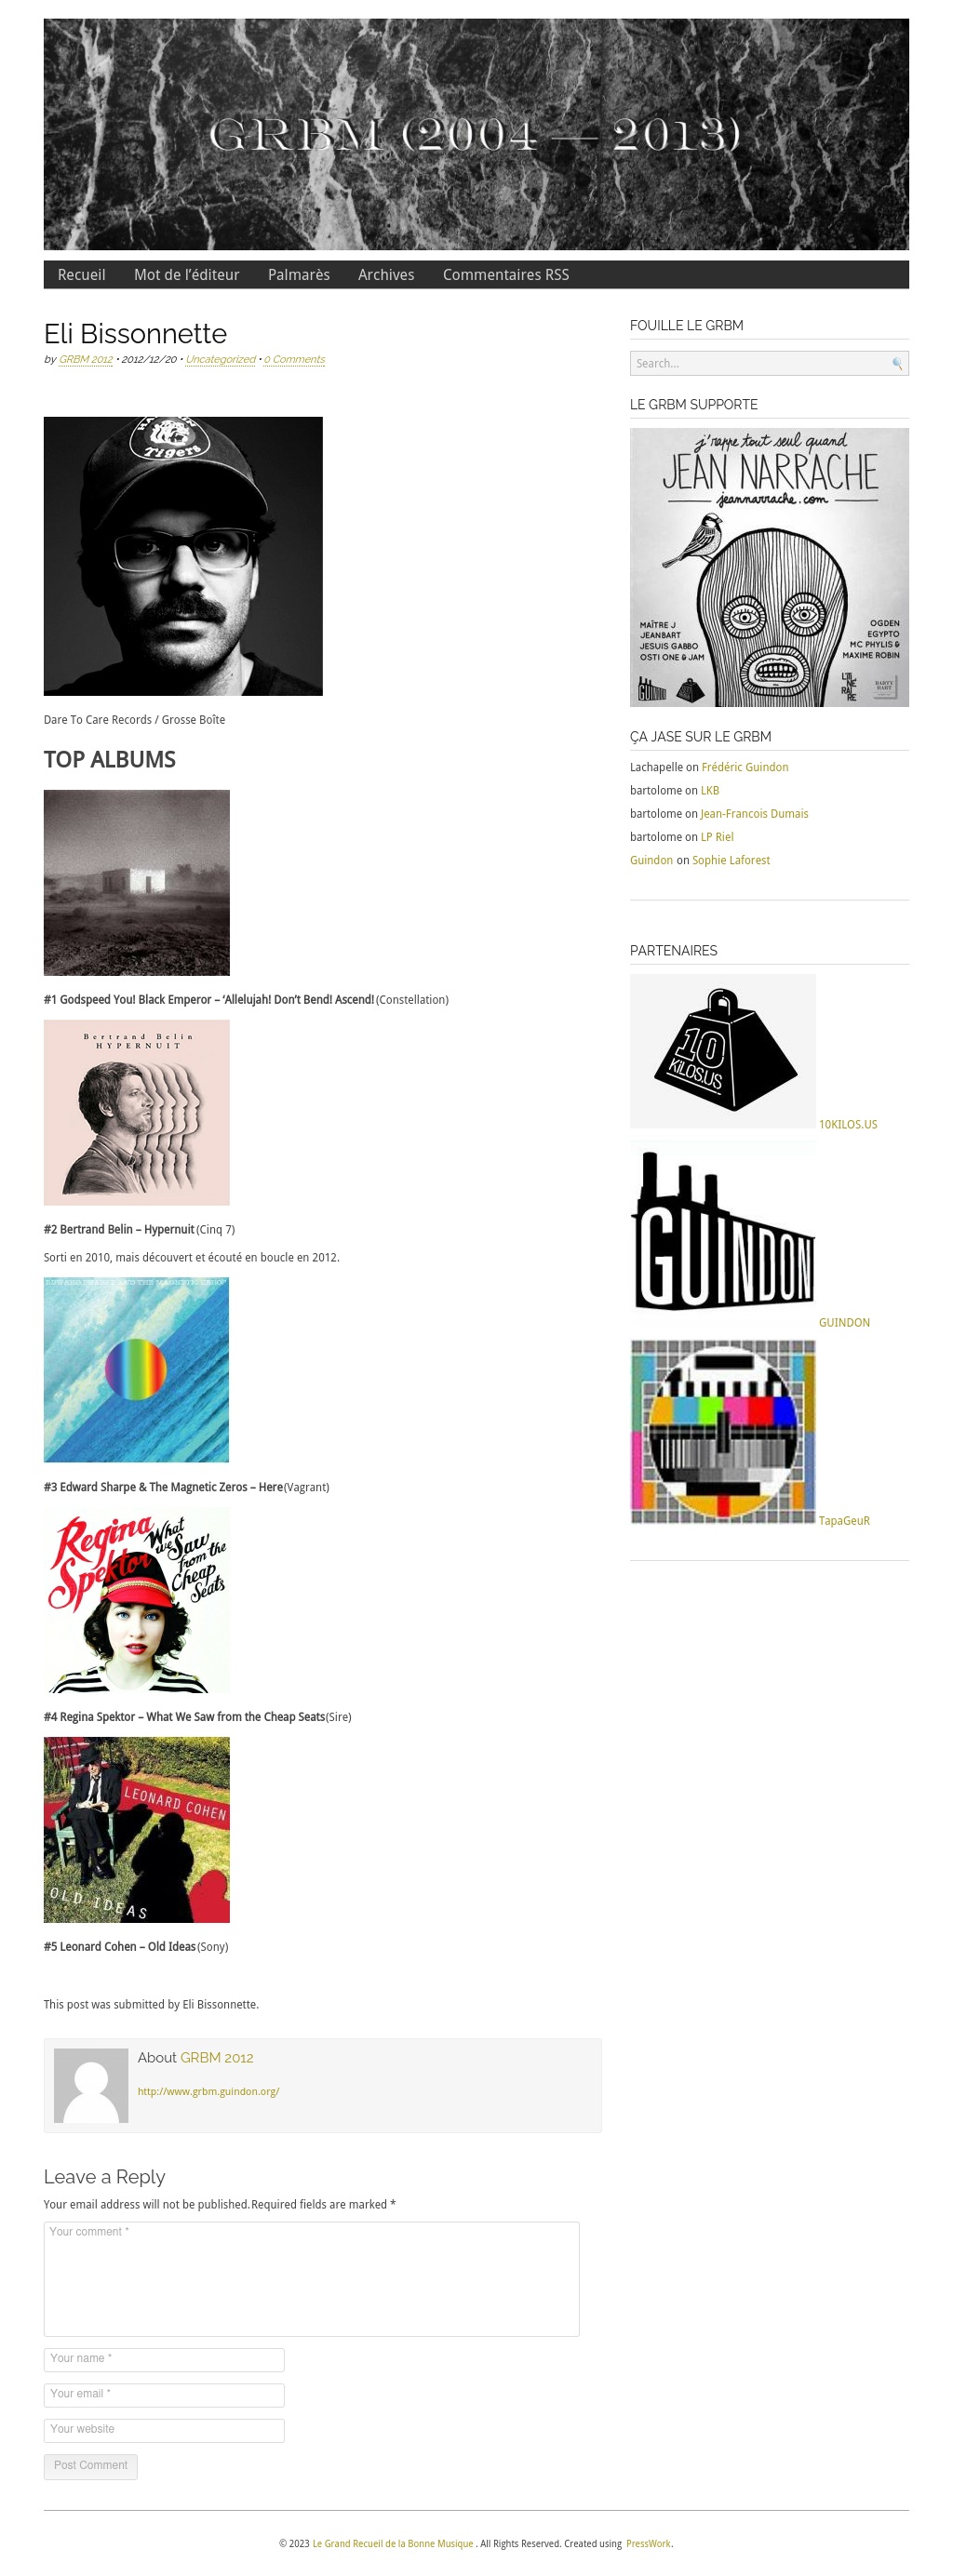 GRBM (2004 — 2013)
Recueil Mot de l’éditeur Palmarès Archives Commentaires RSS
Eli Bissonnette
by GRBM 2012 • 2012/12/20 • Uncategorized • 0 Comments
Tigers
Dare To Care Records / Grosse Boîte
TOP ALBUMS
#1 Godspeed You! Black Emperor – ‘Allelujah! Don’t Bend! Ascend! (Constellation)
Bertrand Belin
HYPERNUIT
#2 Bertrand Belin – Hypernuit (Cinq 7)
Sorti en 2010, mais découvert et écouté en boucle en 2012.
#3 Edward Sharpe & The Magnetic Zeros – Here (Vagrant)
Regina Spektor
What we Saw from the Cheap Seats
#4 Regina Spektor – What We Saw from the Cheap Seats (Sire)
LEONARD COHEN
OLD IDEAS
#5 Leonard Cohen – Old Ideas (Sony)
This post was submitted by Eli Bissonnette.
About GRBM 2012
http://www.grbm.guindon.org/
Leave a Reply
Your email address will not be published. Required fields are marked *
Your comment *
Your name *
Your email *
Your website
Post Comment
FOUILLE LE GRBM
Search...
LE GRBM SUPPORTE
j'rappe tout seul quand
JEAN NARRACHE
jeannarrache.com
MAÎTRE J
JEANBART
JESUIS GABBO
OSTI ONE & JAM
OGDEN
EGYPTO
MC PHYLIS &
MAXIME ROBIN
GUINDON
ÇA JASE SUR LE GRBM
Lachapelle on Frédéric Guindon
bartolome on LKB
bartolome on Jean-Francois Dumais
bartolome on LP Riel
Guindon on Sophie Laforest
PARTENAIRES
10
KILOS.US
10KILOS.US
GUINDON
GUINDON
TapaGeuR
© 2023 Le Grand Recueil de la Bonne Musique . All Rights Reserved. Created using PressWork.